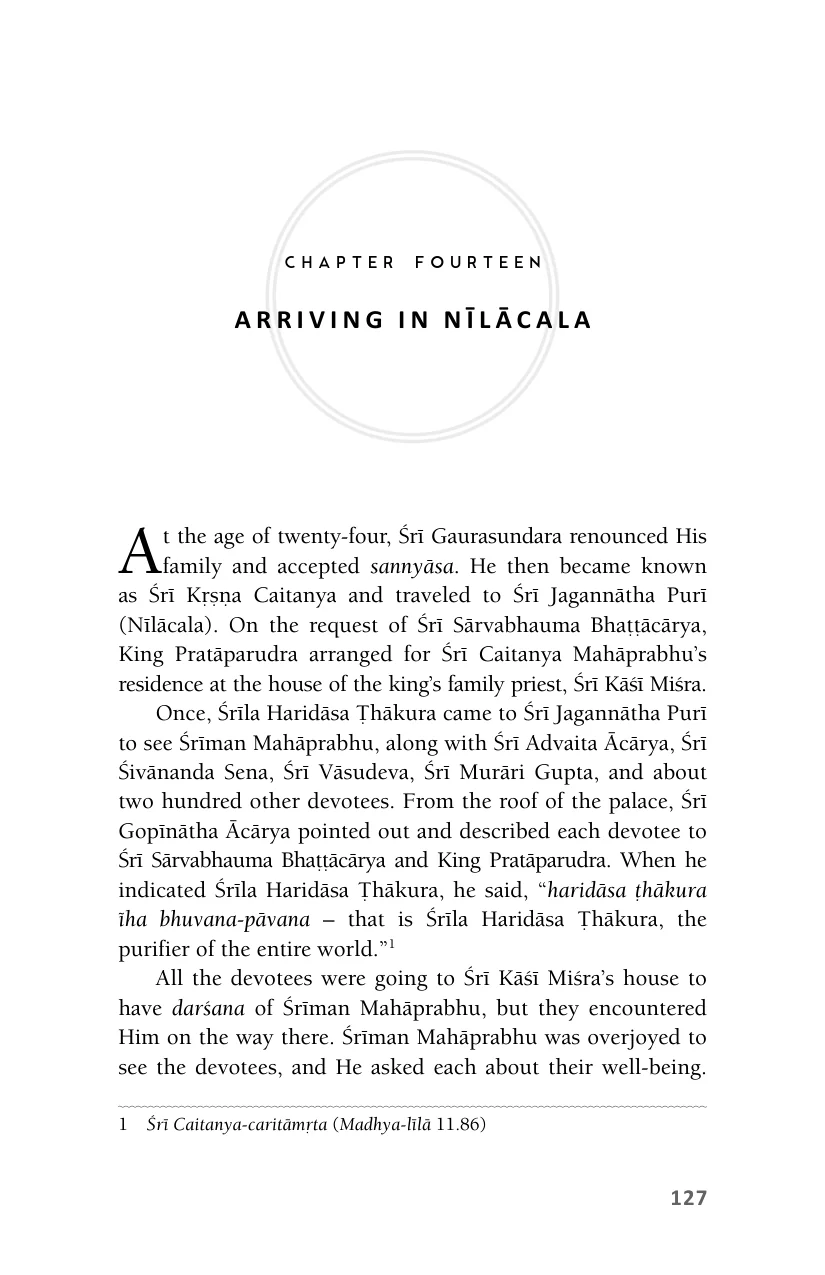 CHAPTER FOURTEEN
ARRIVING IN NĪLĀCALA
At the age of twenty-four, Śrī Gaurasundara renounced His
family and accepted sannyāsa. He then became known
as Śrī Kṛṣṇa Caitanya and traveled to Śrī Jagannātha Purī
(Nīlācala). On the request of Śrī Sārvabhauma Bhaṭṭācārya,
King Pratāparudra arranged for Śrī Caitanya Mahāprabhu’s
residence at the house of the king’s family priest, Śrī Kāśī Miśra.
Once, Śrīla Haridāsa Ṭhākura came to Śrī Jagannātha Purī
to see Śrīman Mahāprabhu, along with Śrī Advaita Ācārya, Śrī
Śivānanda Sena, Śrī Vāsudeva, Śrī Murāri Gupta, and about
two hundred other devotees. From the roof of the palace, Śrī
Gopīnātha Ācārya pointed out and described each devotee to
Śrī Sārvabhauma Bhaṭṭācārya and King Pratāparudra. When he
indicated Śrīla Haridāsa Ṭhākura, he said, “haridāsa ṭhākura
īha bhuvana-pāvana – that is Śrīla Haridāsa Ṭhākura, the
purifier of the entire world.”1
All the devotees were going to Śrī Kāśī Miśra’s house to
have darśana of Śrīman Mahāprabhu, but they encountered
Him on the way there. Śrīman Mahāprabhu was overjoyed to
see the devotees, and He asked each about their well-being.
1 Śrī Caitanya-caritāmṛta (Madhya-līlā 11.86)
127